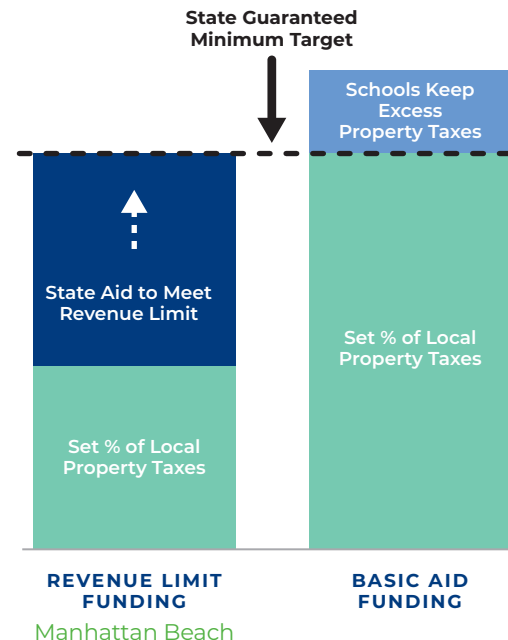 State Guaranteed
Minimum Target
Schools Keep
Excess
Property Taxes
State Aid to Meet
Revenue Limit
Set % of Local
Property Taxes
Set % of Local
Property Taxes
REVENUE LIMIT
FUNDING
Manhattan Beach
BASIC AID
FUNDING